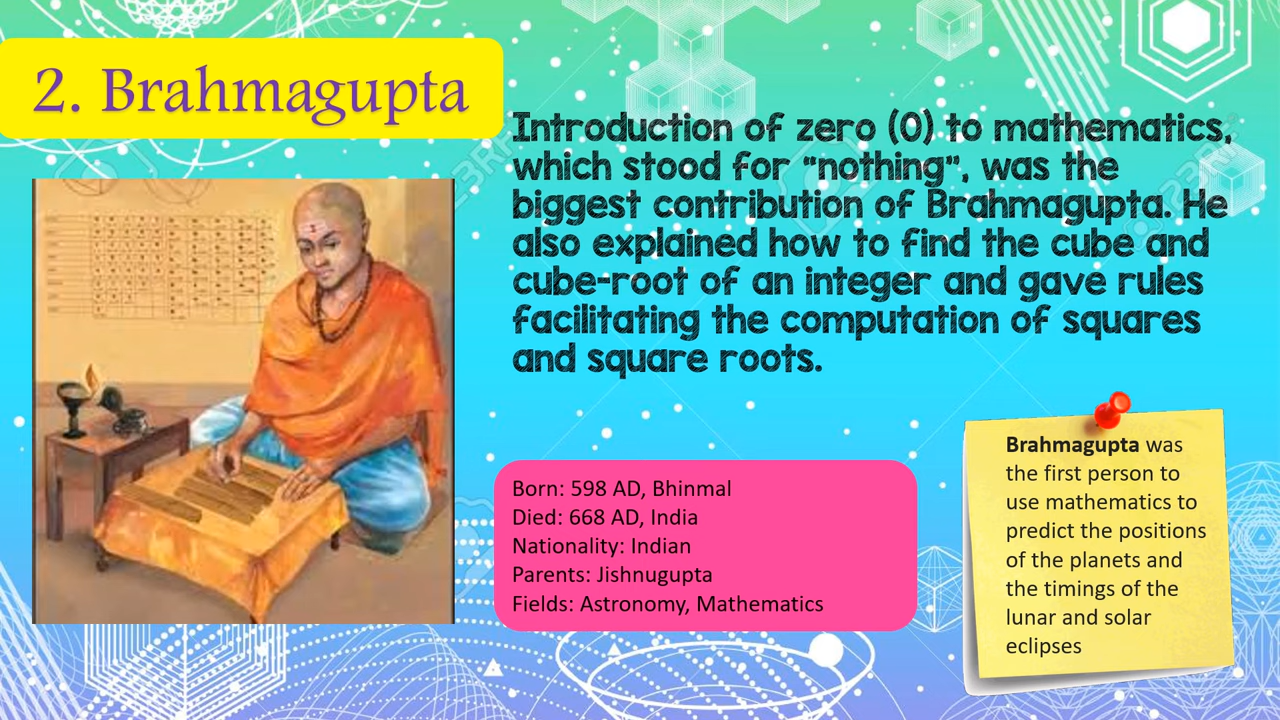 2. Brahmagupta
Introduction of zero (0) to mathematics,
which stood for “nothing”, was the
biggest contribution of Brahmagupta. He
also explained how to find the cube and
cube-root of an integer and gave rules
facilitating the computation of squares
and square roots.
Born: 598 AD, Bhinmal
Died: 668 AD, India
Nationality: Indian
Parents: Jishnugupta
Fields: Astronomy, Mathematics
Brahmagupta was
the first person to
use mathematics to
predict the positions
of the planets and
the timings of the
lunar and solar
eclipses